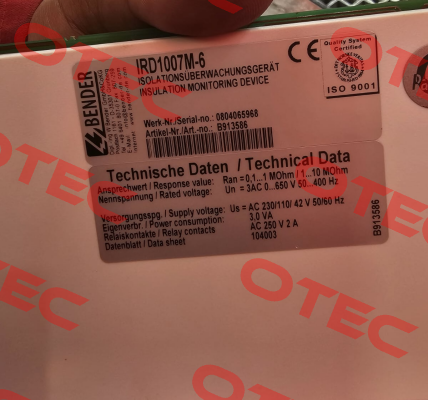 BENDER
IRD1007M-6
ISOLATIONSÜBERWACHUNGSGERÄT
INSULATION MONITORING DEVICE
Werk-Nr./Serial-no.: 0804065968
Artikel-Nr./Art.-no.: B913586
CE
Quality System
Certified
ISO 9001
Technische Daten / Technical Data
Ansprechwert / Response value: Ran = 0,1...1 MOhm / 1...10 MOhm
Nennspannung / Rated voltage: Un = 3AC 0...650 V 50...400 Hz
Versorgungsspg. / Supply voltage: Us = AC 230/110/ 42 V 50/60 Hz
Eigenverbr. / Power consumption: 3,0 VA
Relaiskontakte / Relay contacts AC 250 V 2 A
Datenblatt / Data sheet 104003
B913586
OTEC
OTEC
OTEC
OTEC